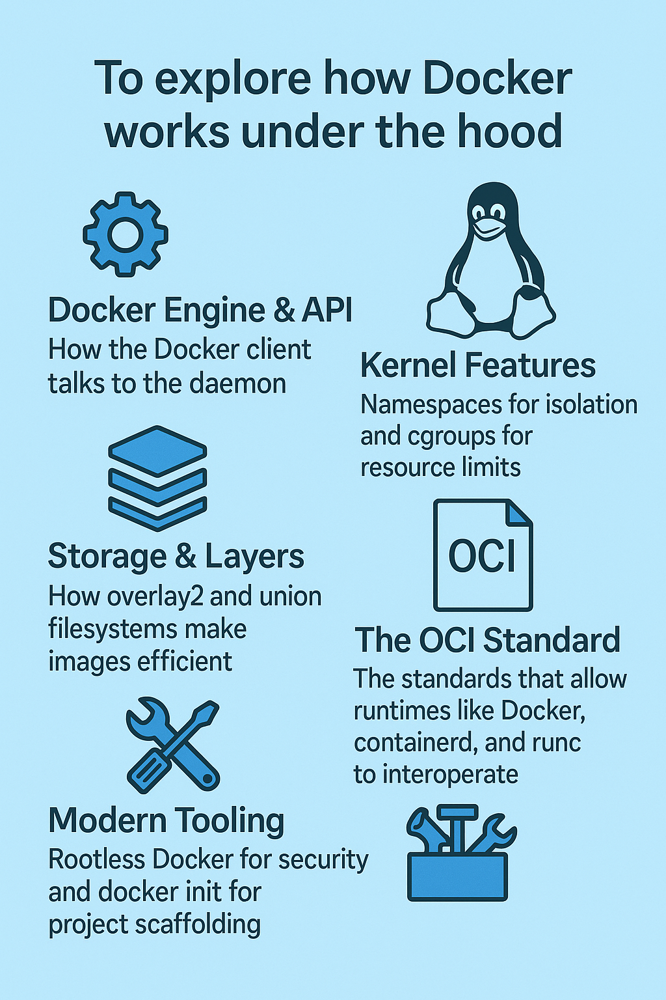 To explore how Docker
works under the hood
Docker Engine & API
How the Docker client
talks to the daemon
Kernel Features
Namespaces for isolation
and cgroups for
resource limits
Storage & Layers
How overlay2 and union
filesystems make
images efficient
OCI
The OCI Standard
The standards that allow
runtimes like Docker,
containerd, and runc
to interoperate
Modern Tooling
Rootless Docker for security
and docker init for
project scaffolding